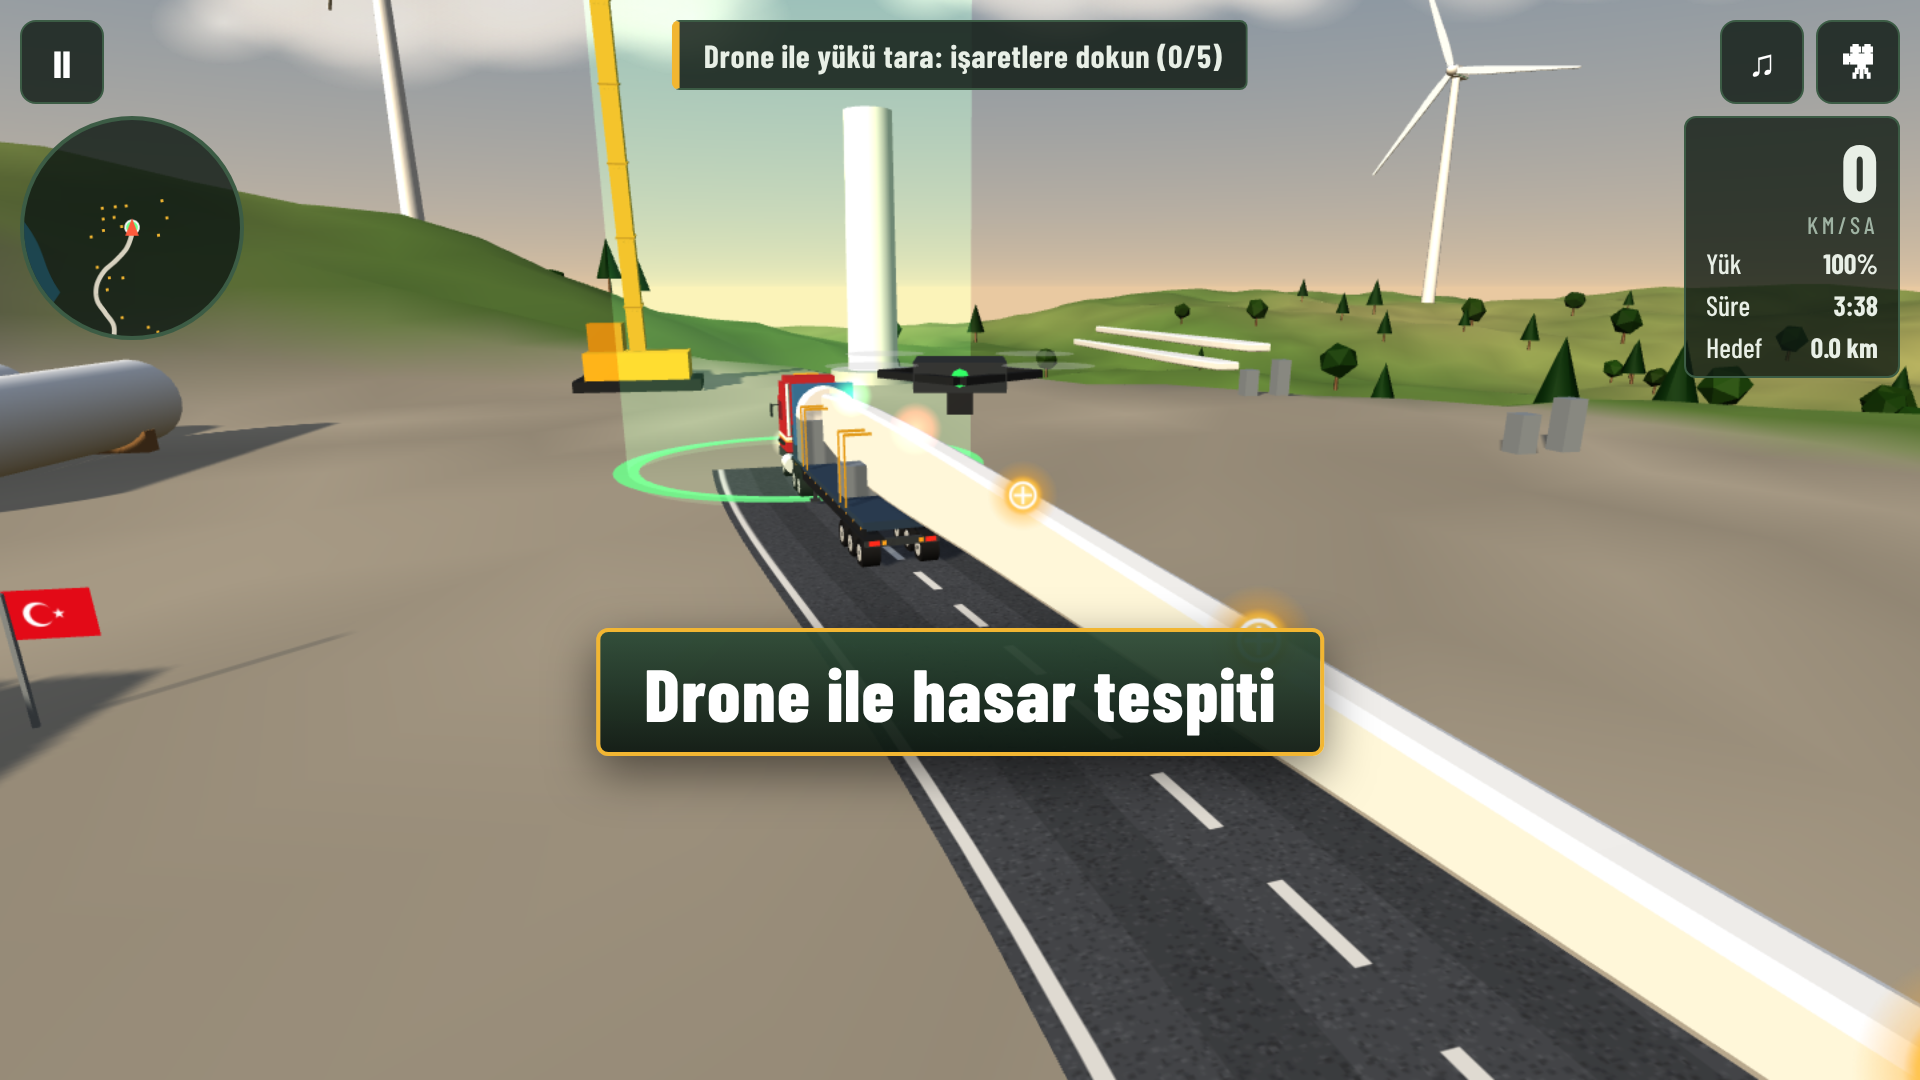 Drone ile yükü tara: işaretlere dokun (0/5)
0
KM/SA
Yük 100%
Süre 3:38
Hedef 0.0 km
Drone ile hasar tespiti